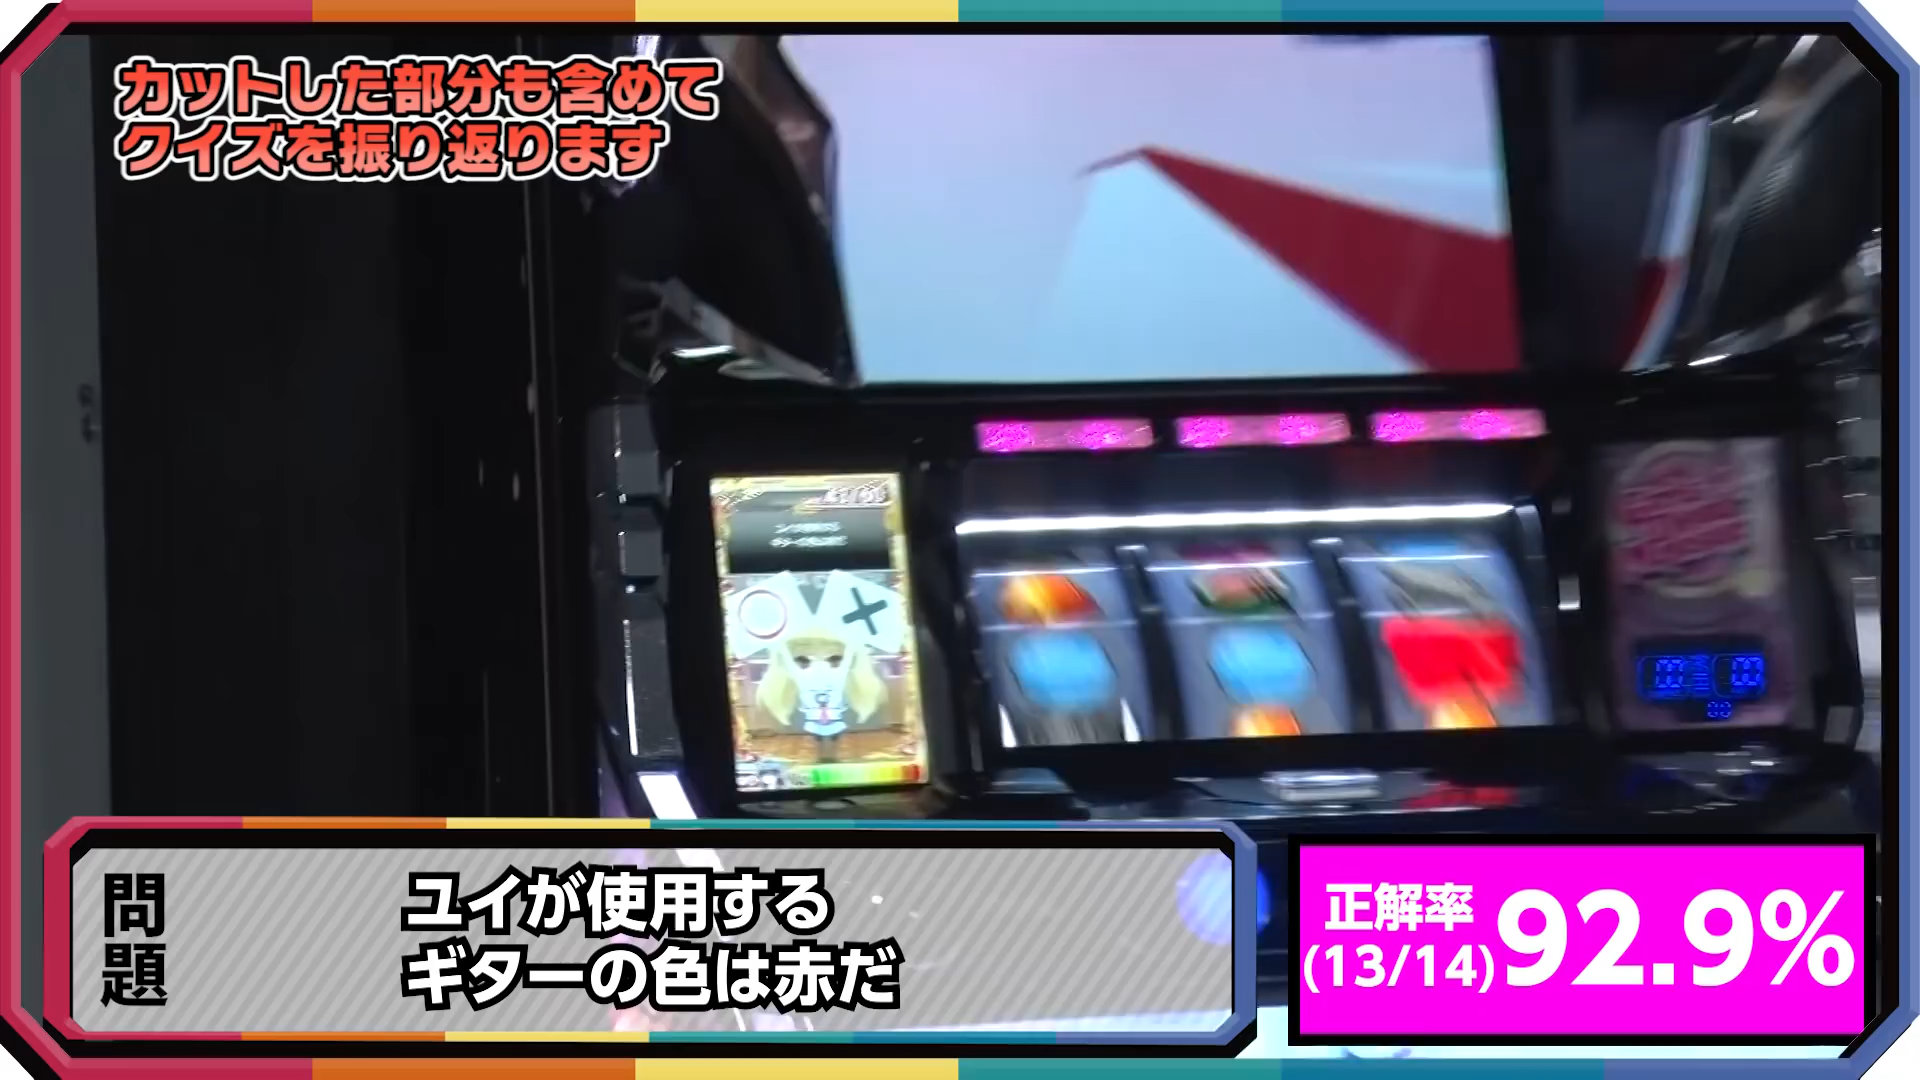 カットした部分も含めて
クイズを振り返ります
問題
ユイが使用する
ギターの色は赤だ
正解率
(13/14)
92.9%